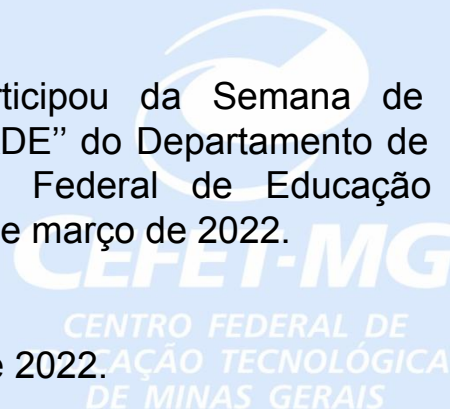 rticipou da Semana de
DE’’ do Departamento de
Federal de Educação
e março de 2022.
CEFET-MG
CENTRO FEDERAL DE
EDUCAÇÃO TECNOLÓGICA
e 2022.
DE MINAS GERAIS